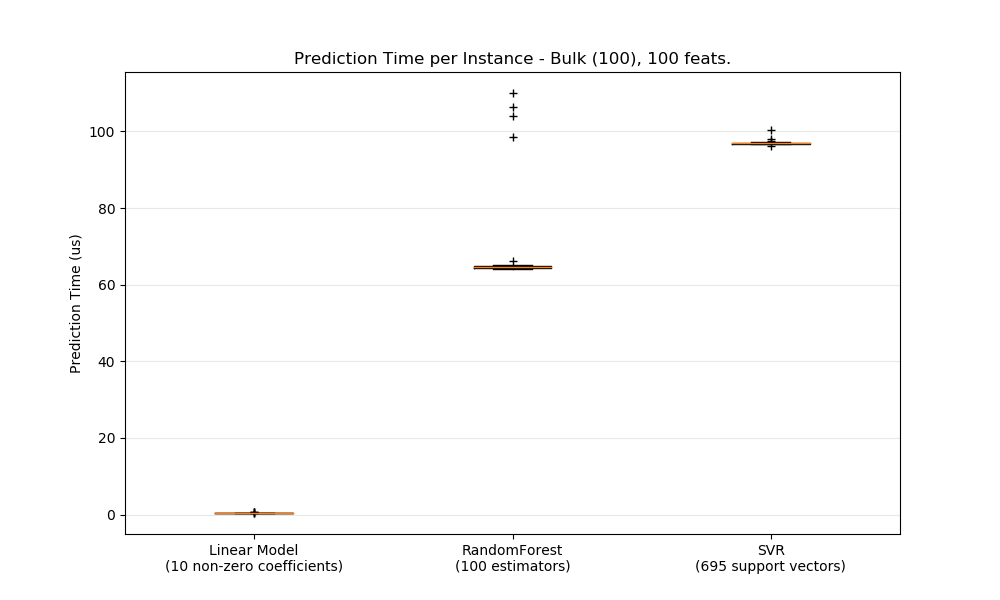 Prediction Time per Instance - Bulk (100), 100 feats.
Prediction Time (us)
100
80
60
40
20
0
Linear Model
(10 non-zero coefficients)
RandomForest
(100 estimators)
SVR
(695 support vectors)